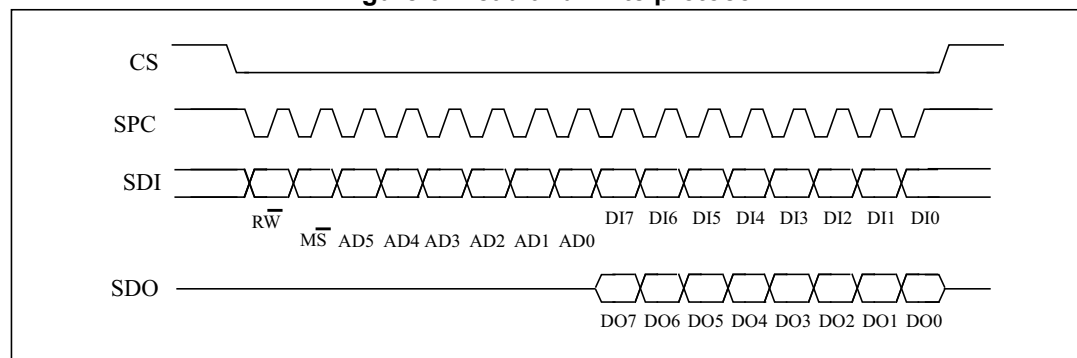 CS
SPC
SDI
RW̅ DI7 DI6 DI5 DI4 DI3 DI2 DI1 DI0
MS̅ AD5 AD4 AD3 AD2 AD1 AD0
SDO
DO7 DO6 DO5 DO4 DO3 DO2 DO1 DO0